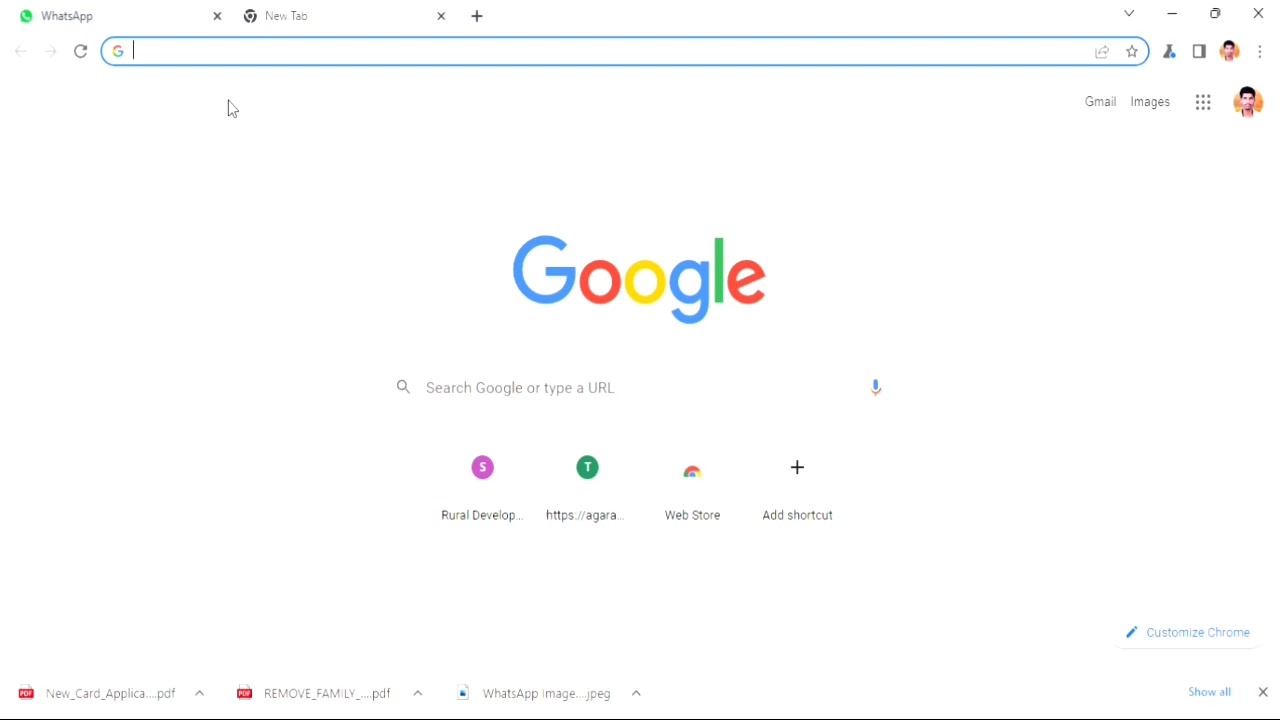 WhatsApp
New Tab
Gmail Images
Google
Search Google or type a URL
S
T
Rural Develop... https://agara... Web Store Add shortcut
Customize Chrome
New_Card_Applica....pdf REMOVE_FAMILY_....pdf WhatsApp Image....jpeg Show all